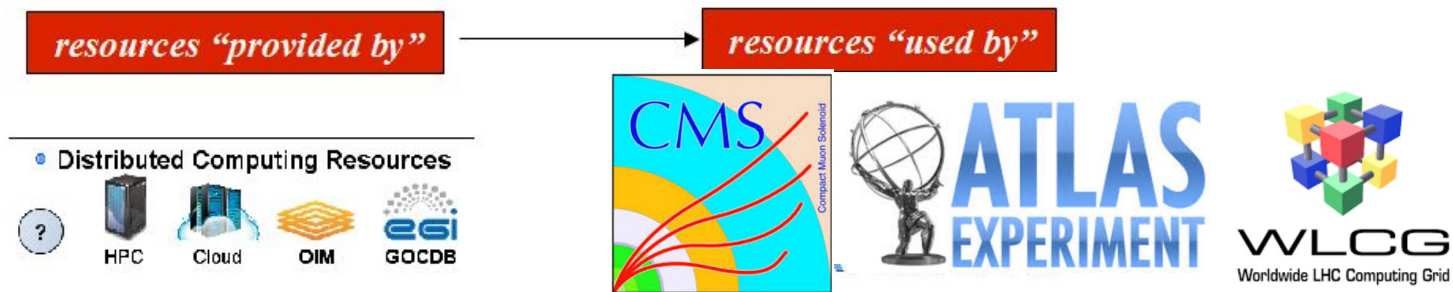 resources “provided by”
resources “used by”
• Distributed Computing Resources
?
HPC
Cloud
OIM
egi
GOCDB
CMS
Compact Muon Solenoid
ATLAS
EXPERIMENT
WLCG
Worldwide LHC Computing Grid